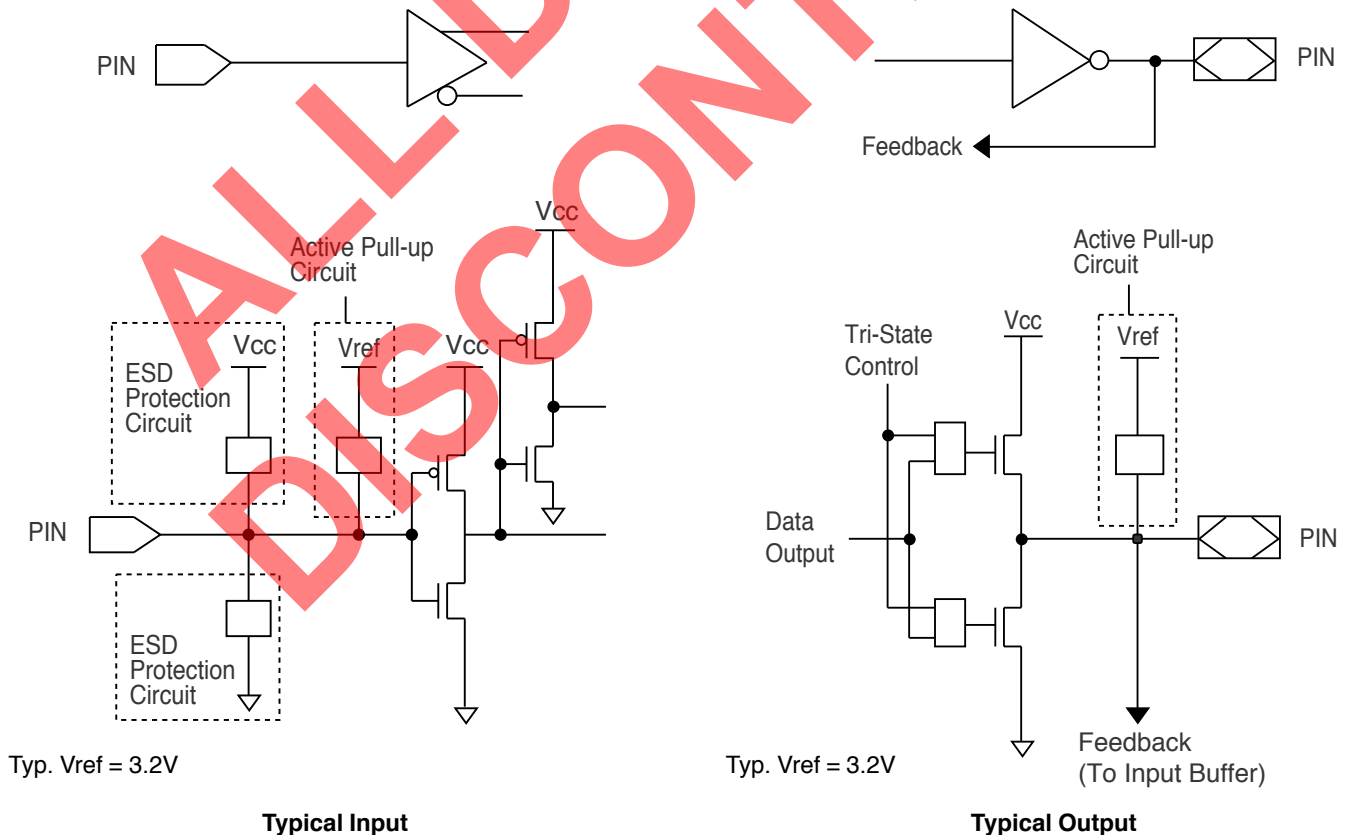 PIN
PIN
Feedback
Vcc
Active Pull-up
Circuit
Vcc
ESD
Protection
Circuit
Vref
Vcc
PIN
ESD
Protection
Circuit
Typ. Vref = 3.2V
Typical Input
Active Pull-up
Circuit
Tri-State
Control
Vcc
Vref
Data
Output
PIN
Feedback
(To Input Buffer)
Typ. Vref = 3.2V
Typical Output
ALL